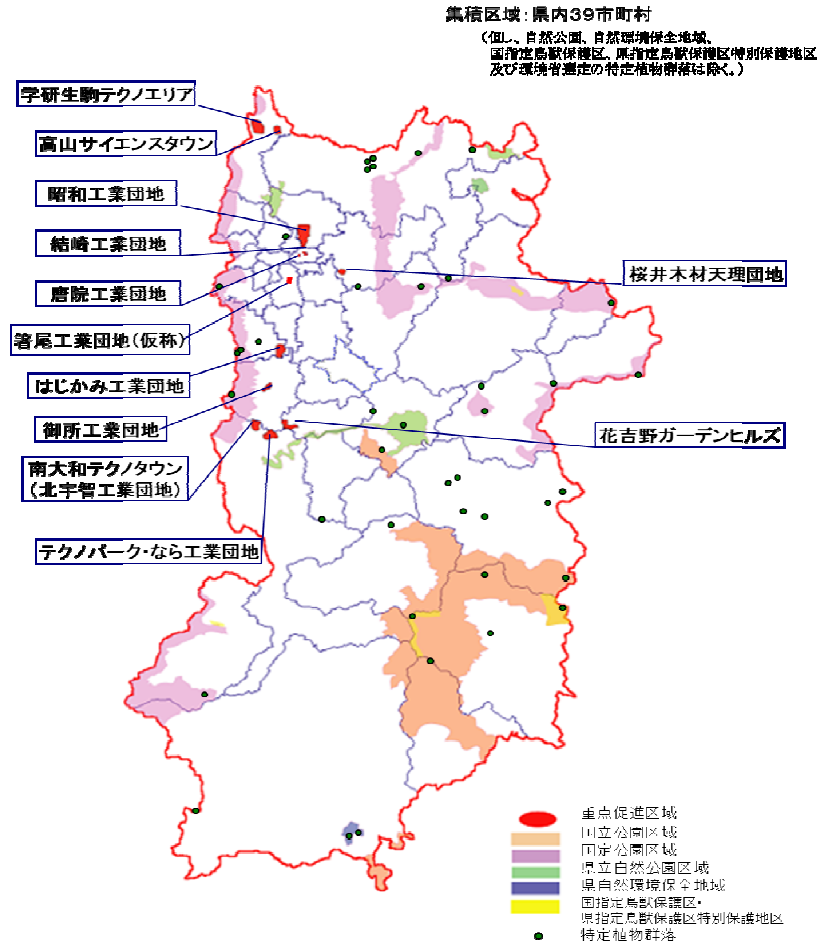 集積区域：県内３９市町村
（但し、自然公園、自然環境保全地域、
国指定鳥獣保護区、県指定鳥獣保護区特別保護地区
及び環境省選定の特定植物群落は除く。）
学研生駒テクノエリア
高山サイエンスタウン
昭和工業団地
結崎工業団地
唐院工業団地
箸尾工業団地（仮称）
はじかみ工業団地
御所工業団地
南大和テクノタウン
（北宇智工業団地）
テクノパーク・なら工業団地
桜井木材天理団地
花吉野ガーデンヒルズ
重点促進区域
国立公園区域
国定公園区域
県立自然公園区域
県自然環境保全地域
国指定鳥獣保護区・
県指定鳥獣保護区特別保護地区
特定植物群落